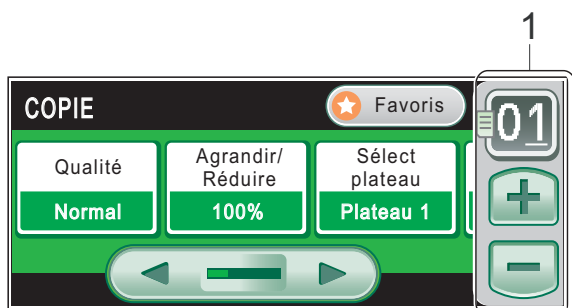 1
COPIE
Favoris
01
Qualité
Normal
Agrandir/
Réduire
100%
Sélect
plateau
Plateau 1
+
-